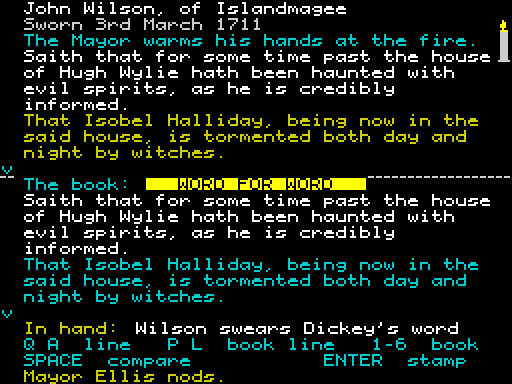 John Wilson, of Islandmagee
Sworn 3rd March 1711
The Mayor warms his hands at the fire.
Saith that for some time past the house
of Hugh Wylie hath been haunted with
evil spirits, as he is credibly
informed.
That Isobel Halliday, being now in the
said house, is tormented both day and
night by witches.
v
The book: WORD FOR WORD
Saith that for some time past the house
of Hugh Wylie hath been haunted with
evil spirits, as he is credibly
informed.
That Isobel Halliday, being now in the
said house, is tormented both day and
night by witches.
v
In hand: Wilson swears Dickey's word
Q A line P L book line 1-6 book
SPACE compare ENTER stamp
Mayor Ellis nods.